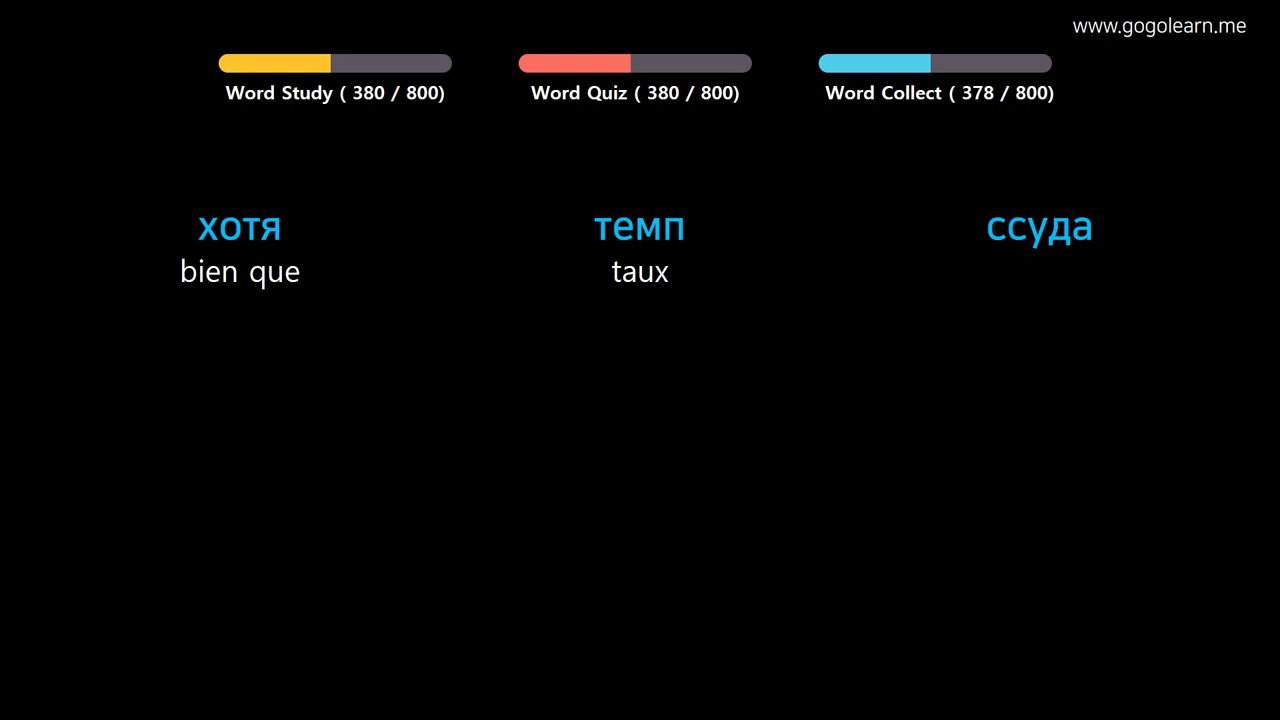 www.gogolearn.me
Word Study ( 380 / 800)
Word Quiz ( 380 / 800)
Word Collect ( 378 / 800)
хотя
bien que
темп
taux
ссуда